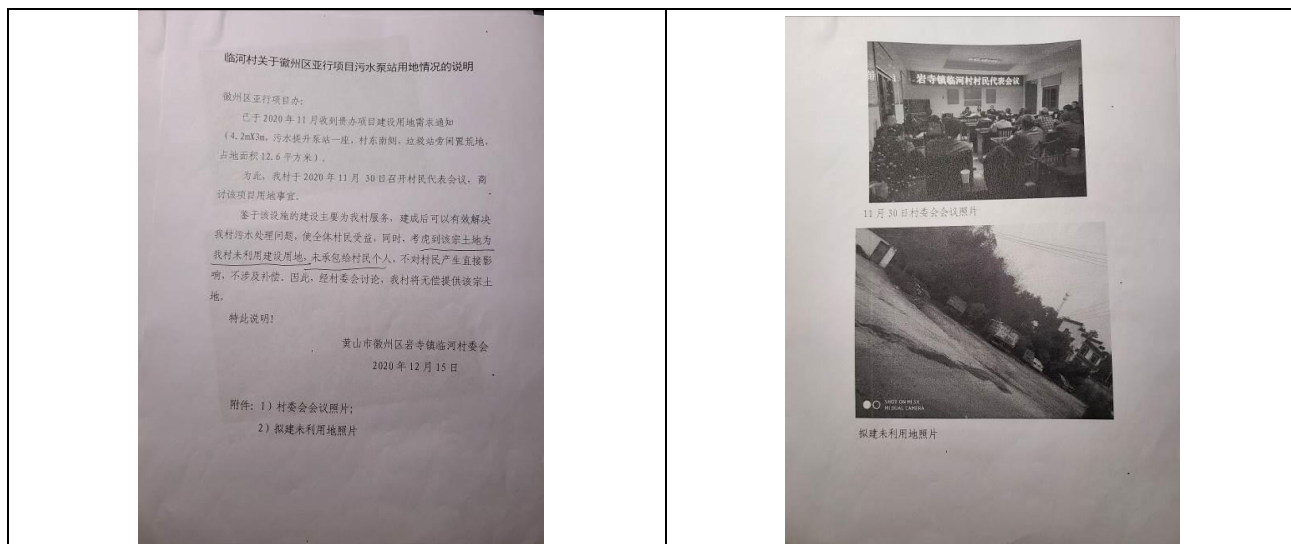 临河村关于徽州区亚行项目污水泵站用地情况的说明
徽州区亚行项目办:
已于2020年11月收到贵办项目建设用地需求通知
(4.2mX3m, 污水提升泵站一座, 村东南侧、垃圾站旁闲置荒地,
占地面积12.6平方米)。
为此, 我村于2020年11月 30日召开村民代表会议, 商
讨该项目用地事宜。
鉴于该设施的建设主要为我村服务, 建成后可以有效解决
我村污水处理问题, 使全体村民受益, 同时, 考虑到该宗土地为
我村未利用建设用地, 未承包给村民个人, 不对村民产生直接影
响, 不涉及补偿. 因此, 经村委会讨论, 我村将无偿提供该宗土
地。
特此说明!
黄山市徽州区岩寺镇临河村委会
2020年12月15日
附件: 1) 村委会会议照片;
2) 拟建未利用地照片
岩寺镇临河村村民代表会议
11月30日村委会会议照片
SHOT ON MI 9 SE
MI DUAL CAMERA
拟建未利用地照片